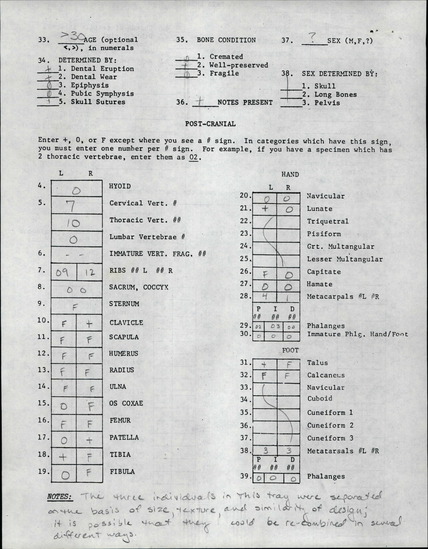 33. >30 AGE (optional
<,>), in numerals
34. DETERMINED BY:
+ 1. Dental Eruption
+ 2. Dental Wear
0 3. Epiphysis
0 4. Pubic Symphysis
5. Skull Sutures
35. BONE CONDITION
1. Cremated
+ 2. Well-preserved
3. Fragile
36. + NOTES PRESENT
37. ? SEX (M,F,?)
38. SEX DETERMINED BY:
1. Skull
2. Long Bones
3. Pelvis
POST-CRANIAL
Enter +, 0, or F except where you see a # sign. In categories which have this sign,
you must enter one number per # sign. For example, if you have a specimen which has
2 thoracic vertebrae, enter them as 02.
L R
4. 0 HYOID
5. 7 Cervical Vert. #
10 Thoracic Vert. ##
0 Lumbar Vertebrae #
6. - - IMMATURE VERT. FRAG. ##
7. 09 12 RIBS ## L ## R
8. 0 0 SACRUM, COCCYX
9. F STERNUM
10. F + CLAVICLE
11. F F SCAPULA
12. F F HUMERUS
13. F F RADIUS
14. F F ULNA
15. 0 F OS COXAE
16. F F FEMUR
17. 0 + PATELLA
18. + F TIBIA
19. 0 F FIBULA
HAND
L R
20. 0 0 Navicular
21. + 0 Lunate
22. Triquetral
23. Pisiform
24. Grt. Multangular
25. Lesser Multangular
26. F 0 Capitate
27. 0 0 Hamate
28. 4 1 Metacarpals #L #R
P I D
## ## ##
29. 03 00 Phalanges
30. 0 0 0 Immature Phlg. Hand/Foot
FOOT
31. + F Talus
32. F F Calcaneus
33. Navicular
34. Cuboid
35. Cuneiform 1
36. Cuneiform 2
37. Cuneiform 3
38. 3 3 Metatarsals #L #R
P I D
## ## ##
39. 0 0 0 Phalanges
NOTES: The three individuals in this tray were separated
on the basis of size, texture, and similarity of design;
it is possible that they could be re-combined in several
different ways.